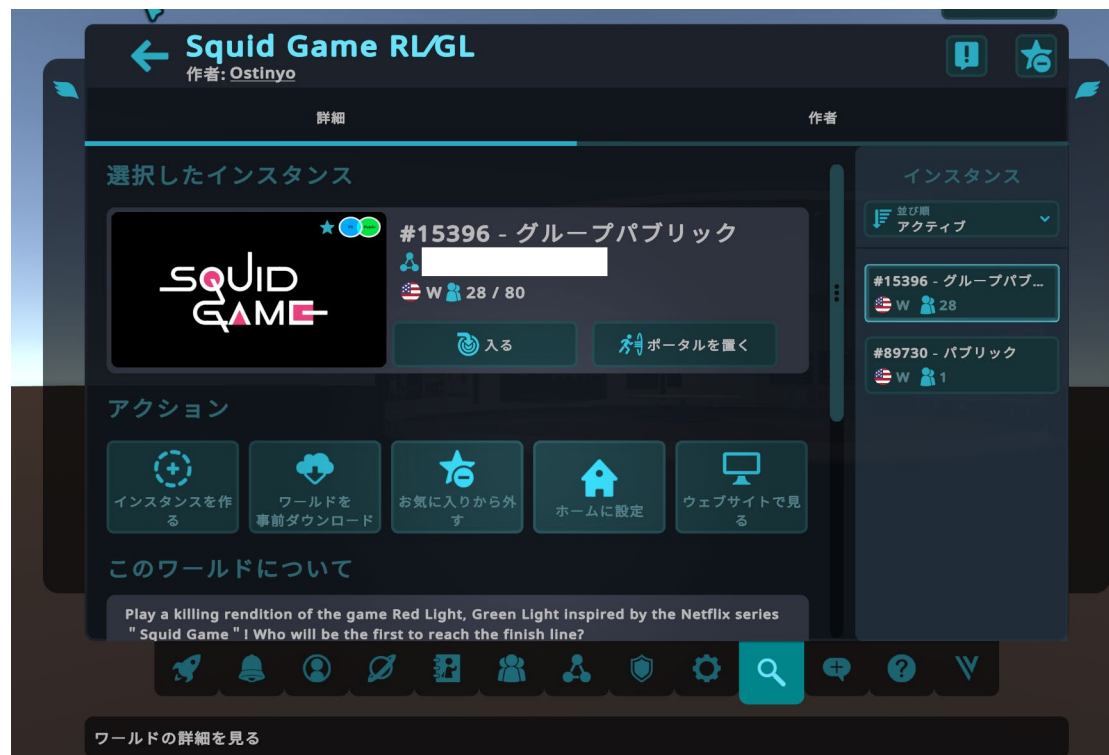 Squid Game RL/GL
作者: Ostinyo
詳細
作者
選択したインスタンス
SQUID
GAME
#15396 - グループパブリック
W 28 / 80
入る
ポータルを置く
アクション
インスタンスを作
る
ワールドを
事前ダウンロード
お気に入りから外
す
ホームに設定
ウェブサイトで見
る
このワールドについて
Play a killing rendition of the game Red Light, Green Light inspired by the Netflix series
" Squid Game " ! Who will be the first to reach the finish line?
インスタンス
並び順
アクティブ
#15396 - グループパブ...
W 28
#89730 - パブリック
W 1
ワールドの詳細を見る